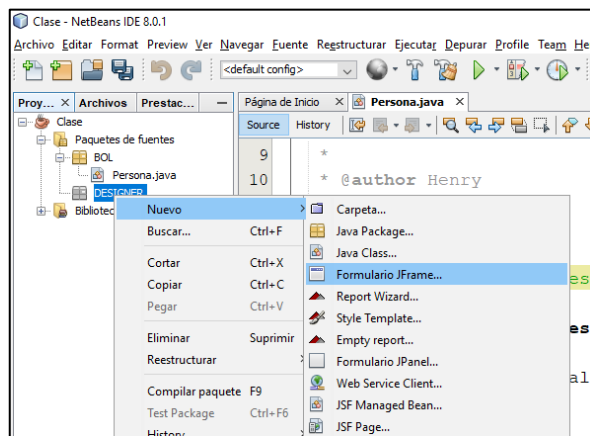 Clase - NetBeans IDE 8.0.1
Archivo Editar Format Preview Ver Navegar Fuente Reestructurar Ejecutar Depurar Profile Team He
<default config>
Proy... × Archivos Prestac... –
Página de Inicio × Persona.java ×
Clase
Source History
Paquetes de fuentes
BOL
9 *
Persona.java
10 * @author Henry
DESIGNER
Bibliotec
Nuevo
Carpeta...
Buscar... Ctrl+F
Java Package...
Java Class...
Cortar Ctrl+X
Formulario JFrame...
es
Copiar Ctrl+C
Report Wizard...
Pegar Ctrl+V
Style Template...
es
Eliminar Suprimir
Empty report...
Reestructurar
Formulario JPanel...
al
Compilar paquete F9
Web Service Client...
Test Package Ctrl+F6
JSF Managed Bean...
History
JSF Page...